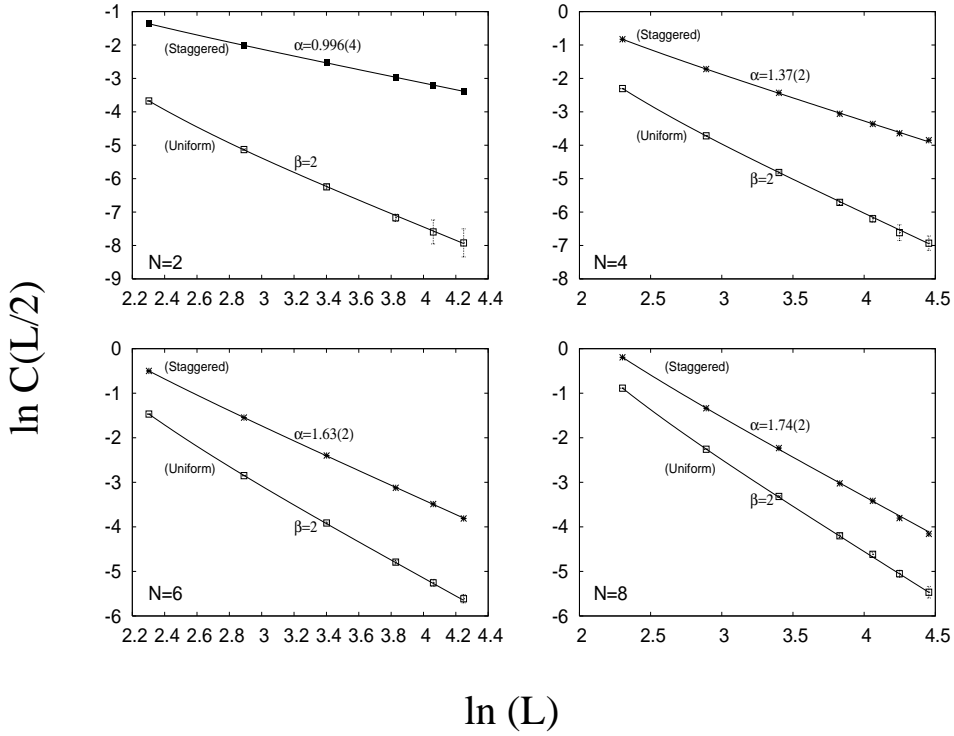 ln C(L/2)
-1
-2
-3
-4
-5
-6
-7
-8
-9
(Staggered)
α=0.996(4)
(Uniform)
β=2
N=2
2.2 2.4 2.6 2.8 3 3.2 3.4 3.6 3.8 4 4.2 4.4
0
-1
-2
-3
-4
-5
-6
-7
-8
(Staggered)
α=1.37(2)
(Uniform)
β=2
N=4
2 2.5 3 3.5 4 4.5
0
-1
-2
-3
-4
-5
-6
(Staggered)
α=1.63(2)
(Uniform)
β=2
N=6
2.2 2.4 2.6 2.8 3 3.2 3.4 3.6 3.8 4 4.2 4.4
0
-1
-2
-3
-4
-5
-6
(Staggered)
α=1.74(2)
(Uniform)
β=2
N=8
2 2.5 3 3.5 4 4.5
ln (L)